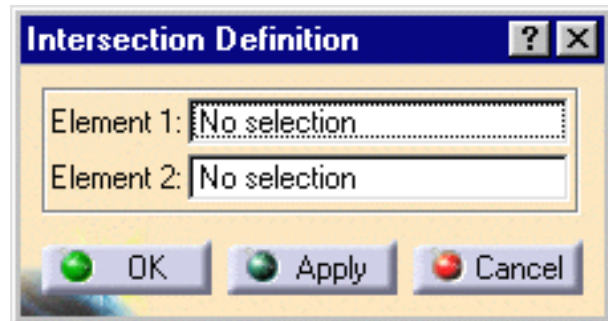 Intersection Definition ? ×
Element 1: No selection
Element 2: No selection
OK Apply Cancel